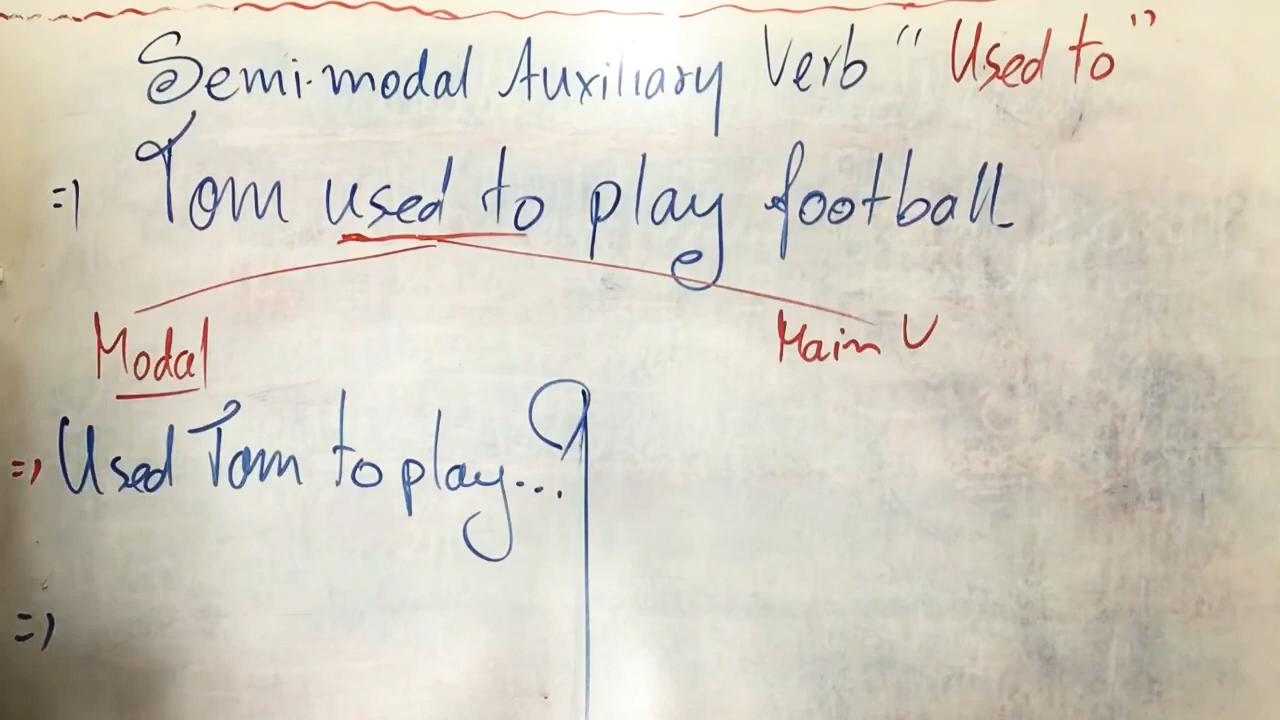 Semi-modal Auxiliary Verb "Used to"
=> Tom used to play football
Modal
Main V
=> Used Tom to play...?
=>